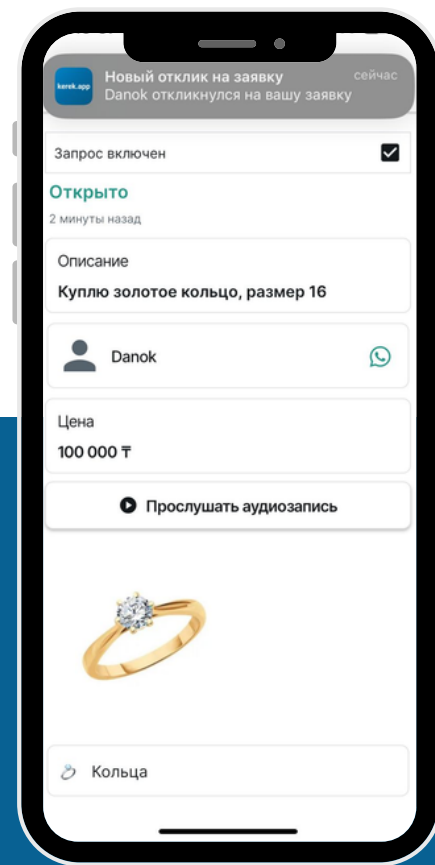 kerek.app
Новый отклик на заявку
сейчас
Danok откликнулся на вашу заявку
Запрос включен
Открыто
2 минуты назад
Описание
Куплю золотое кольцо, размер 16
Danok
Цена
100 000 ₸
Прослушать аудиозапись
Кольца